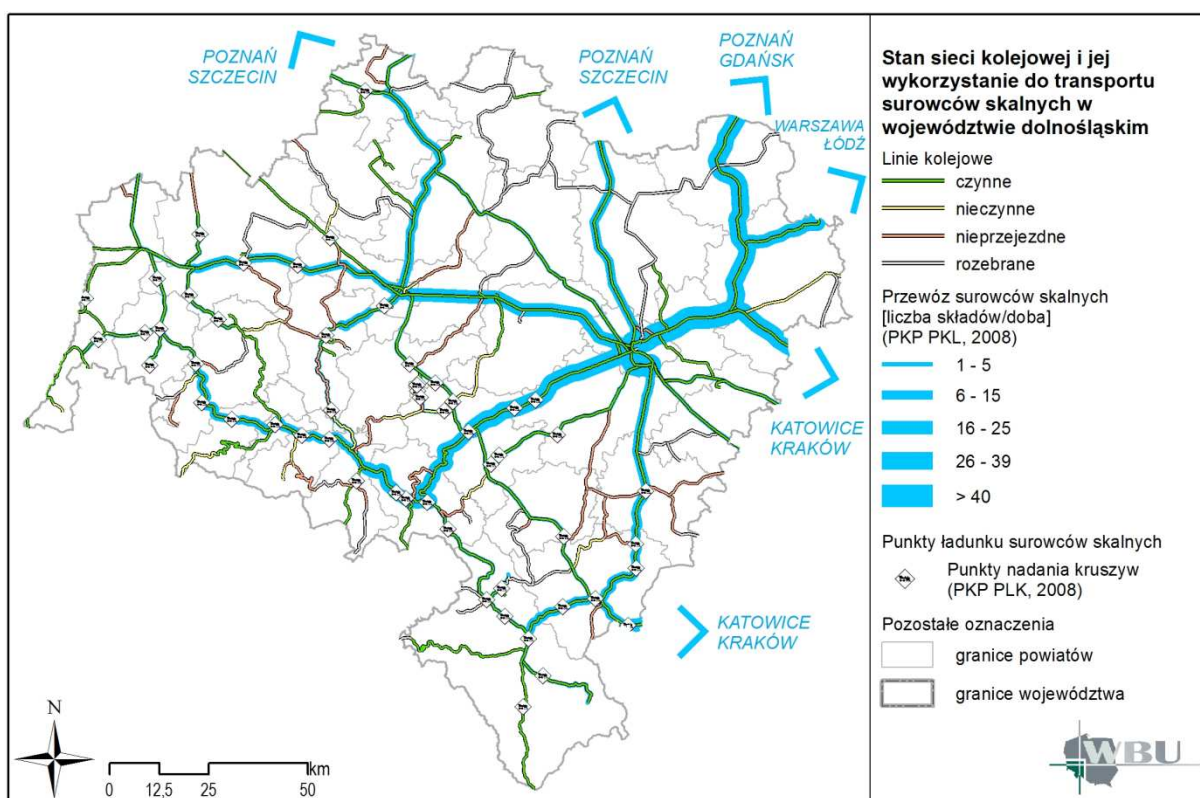 POZNAŃ
SZCZECIN
POZNAŃ
SZCZECIN
POZNAŃ
GDAŃSK
WARSZAWA
ŁÓDŹ
KATOWICE
KRAKÓW
KATOWICE
KRAKÓW
N
km
0 12,5 25 50
Stan sieci kolejowej i jej
wykorzystanie do transportu
surowców skalnych w
województwie dolnośląskim
Linie kolejowe
czynne
nieczynne
nieprzejezdne
rozebrane
Przewóz surowców skalnych
[liczba składów/doba]
(PKP PKL, 2008)
1 - 5
6 - 15
16 - 25
26 - 39
> 40
Punkty ładunku surowców skalnych
Punkty nadania kruszyw
(PKP PLK, 2008)
Pozostałe oznaczenia
granice powiatów
granice województwa
WBU